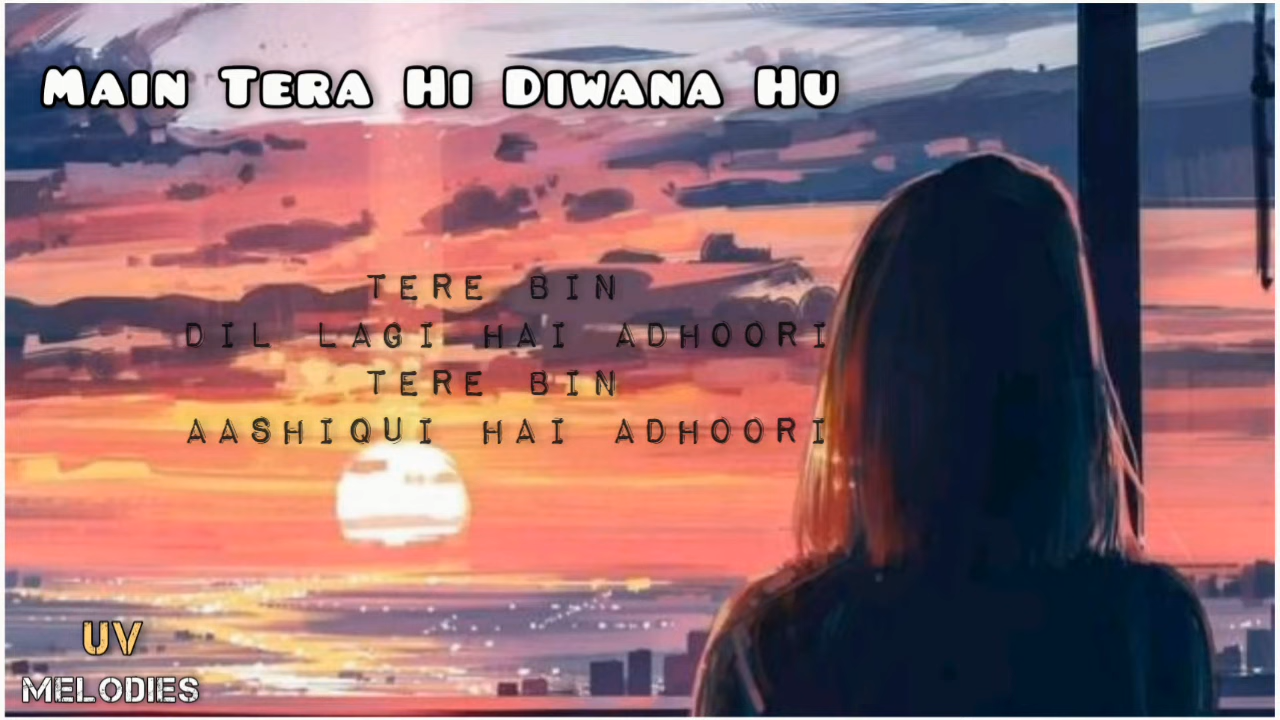 Main Tera Hi Diwana Hu
TERE BIN
DIL LAGI HAI ADHOORI
TERE BIN
AASHIQUI HAI ADHOORI
UV
MELODIES